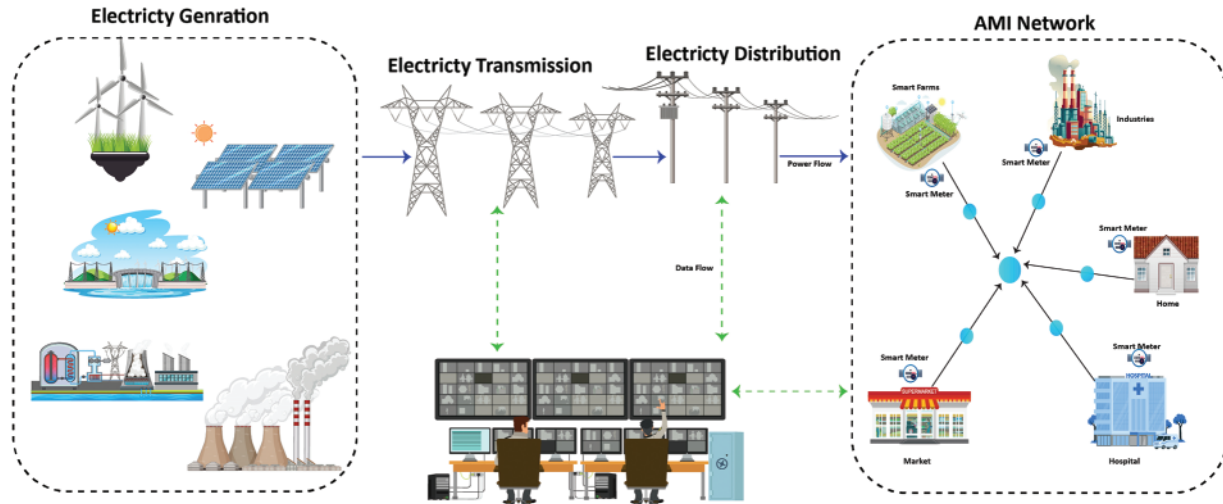 Electricty Genration
Electricty Transmission
Electricty Distribution
AMI Network
Smart Farms
Industries
Smart Meter
Power Flow
Smart Meter
Smart Meter
Data Flow
Home
Smart Meter
Smart Meter
HOSPITAL
SUPERMARKET
Market
Hospital